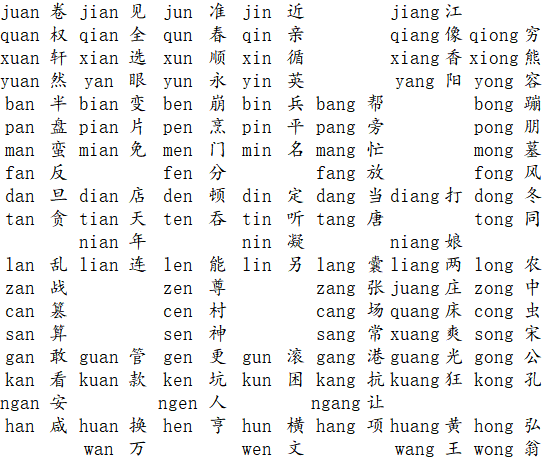 juan 卷 jian 见 jun 准 jin 近 jiang 江
quan 权 qian 全 qun 春 qin 亲 qiang 像 qiong 穷
xuan 轩 xian 选 xun 顺 xin 循 xiang 香 xiong 熊
yuan 然 yan 眼 yun 永 yin 英 yang 阳 yong 容
ban 半 bian 变 ben 崩 bin 兵 bang 帮 bong 蹦
pan 盘 pian 片 pen 烹 pin 平 pang 旁 pong 朋
man 蛮 mian 免 men 门 min 名 mang 忙 mong 墓
fan 反 fen 分 fang 放 fong 风
dan 旦 dian 店 den 顿 din 定 dang 当 diang 打 dong 冬
tan 贪 tian 天 ten 吞 tin 听 tang 唐 tong 同
nian 年 nin 凝 niang 娘
lan 乱 lian 连 len 能 lin 另 lang 囊 liang 两 long 农
zan 战 zen 尊 zang 张 juang 庄 zong 中
can 篡 cen 村 cang 场 quang 床 cong 虫
san 算 sen 神 sang 常 xuang 爽 song 宋
gan 敢 guan 管 gen 更 gun 滚 gang 港 guang 光 gong 公
kan 看 kuan 款 ken 坑 kun 困 kang 抗 kuang 狂 kong 孔
ngan 安 ngen 人 ngang 让
han 咸 huan 换 hen 亨 hun 横 hang 项 huang 黄 hong 弘
wan 万 wen 文 wang 王 wong 翁